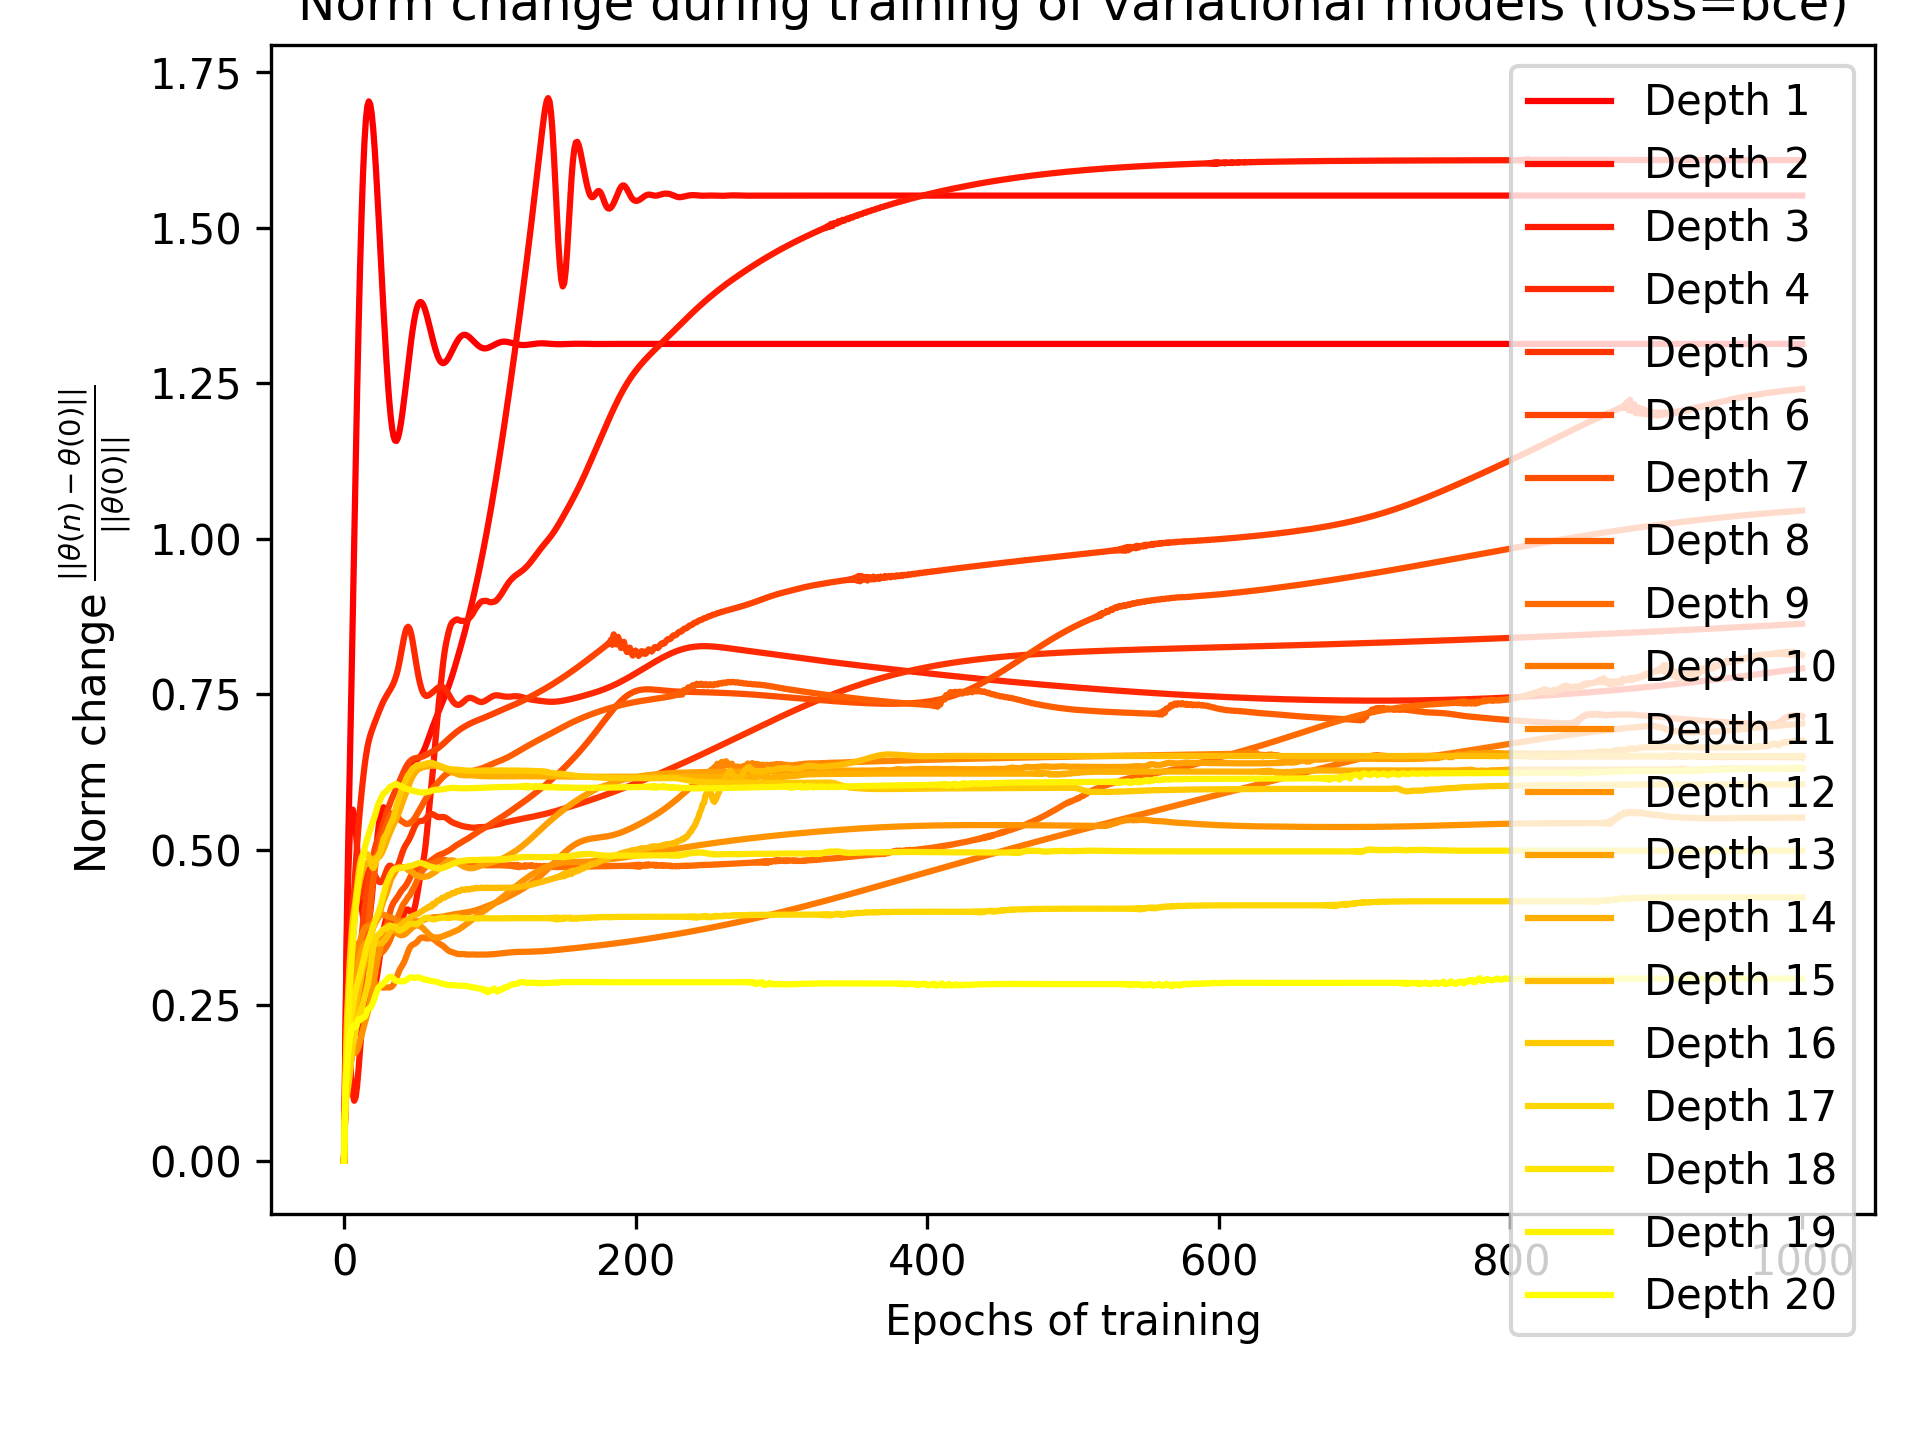 Norm change during training of variational models (loss=bce)
1.75
1.50
1.25
1.00
0.75
0.50
0.25
0.00
Norm change ||θ(n) − θ(0)|| / ||θ(0)||
0 200 400 600 800 1000
Epochs of training
Depth 1
Depth 2
Depth 3
Depth 4
Depth 5
Depth 6
Depth 7
Depth 8
Depth 9
Depth 10
Depth 11
Depth 12
Depth 13
Depth 14
Depth 15
Depth 16
Depth 17
Depth 18
Depth 19
Depth 20